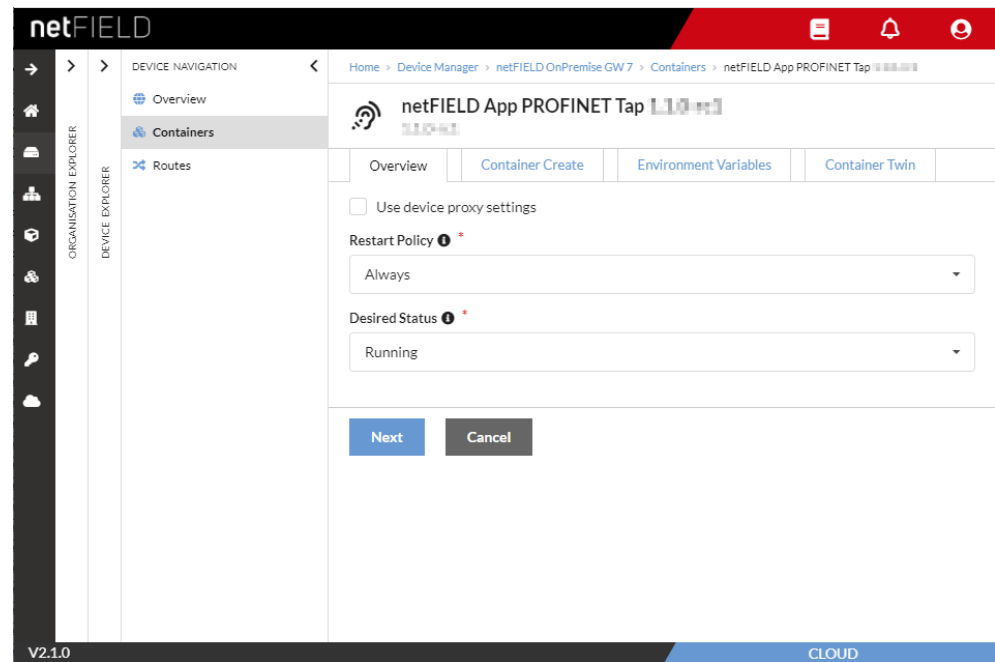 netFIELD
DEVICE NAVIGATION
Overview
Containers
Routes
ORGANISATION EXPLORER
DEVICE EXPLORER
Home > Device Manager > netFIELD OnPremise GW 7 > Containers > netFIELD App PROFINET Tap
netFIELD App PROFINET Tap
Overview
Container Create
Environment Variables
Container Twin
Use device proxy settings
Restart Policy *
Always
Desired Status *
Running
Next
Cancel
V2.1.0
CLOUD